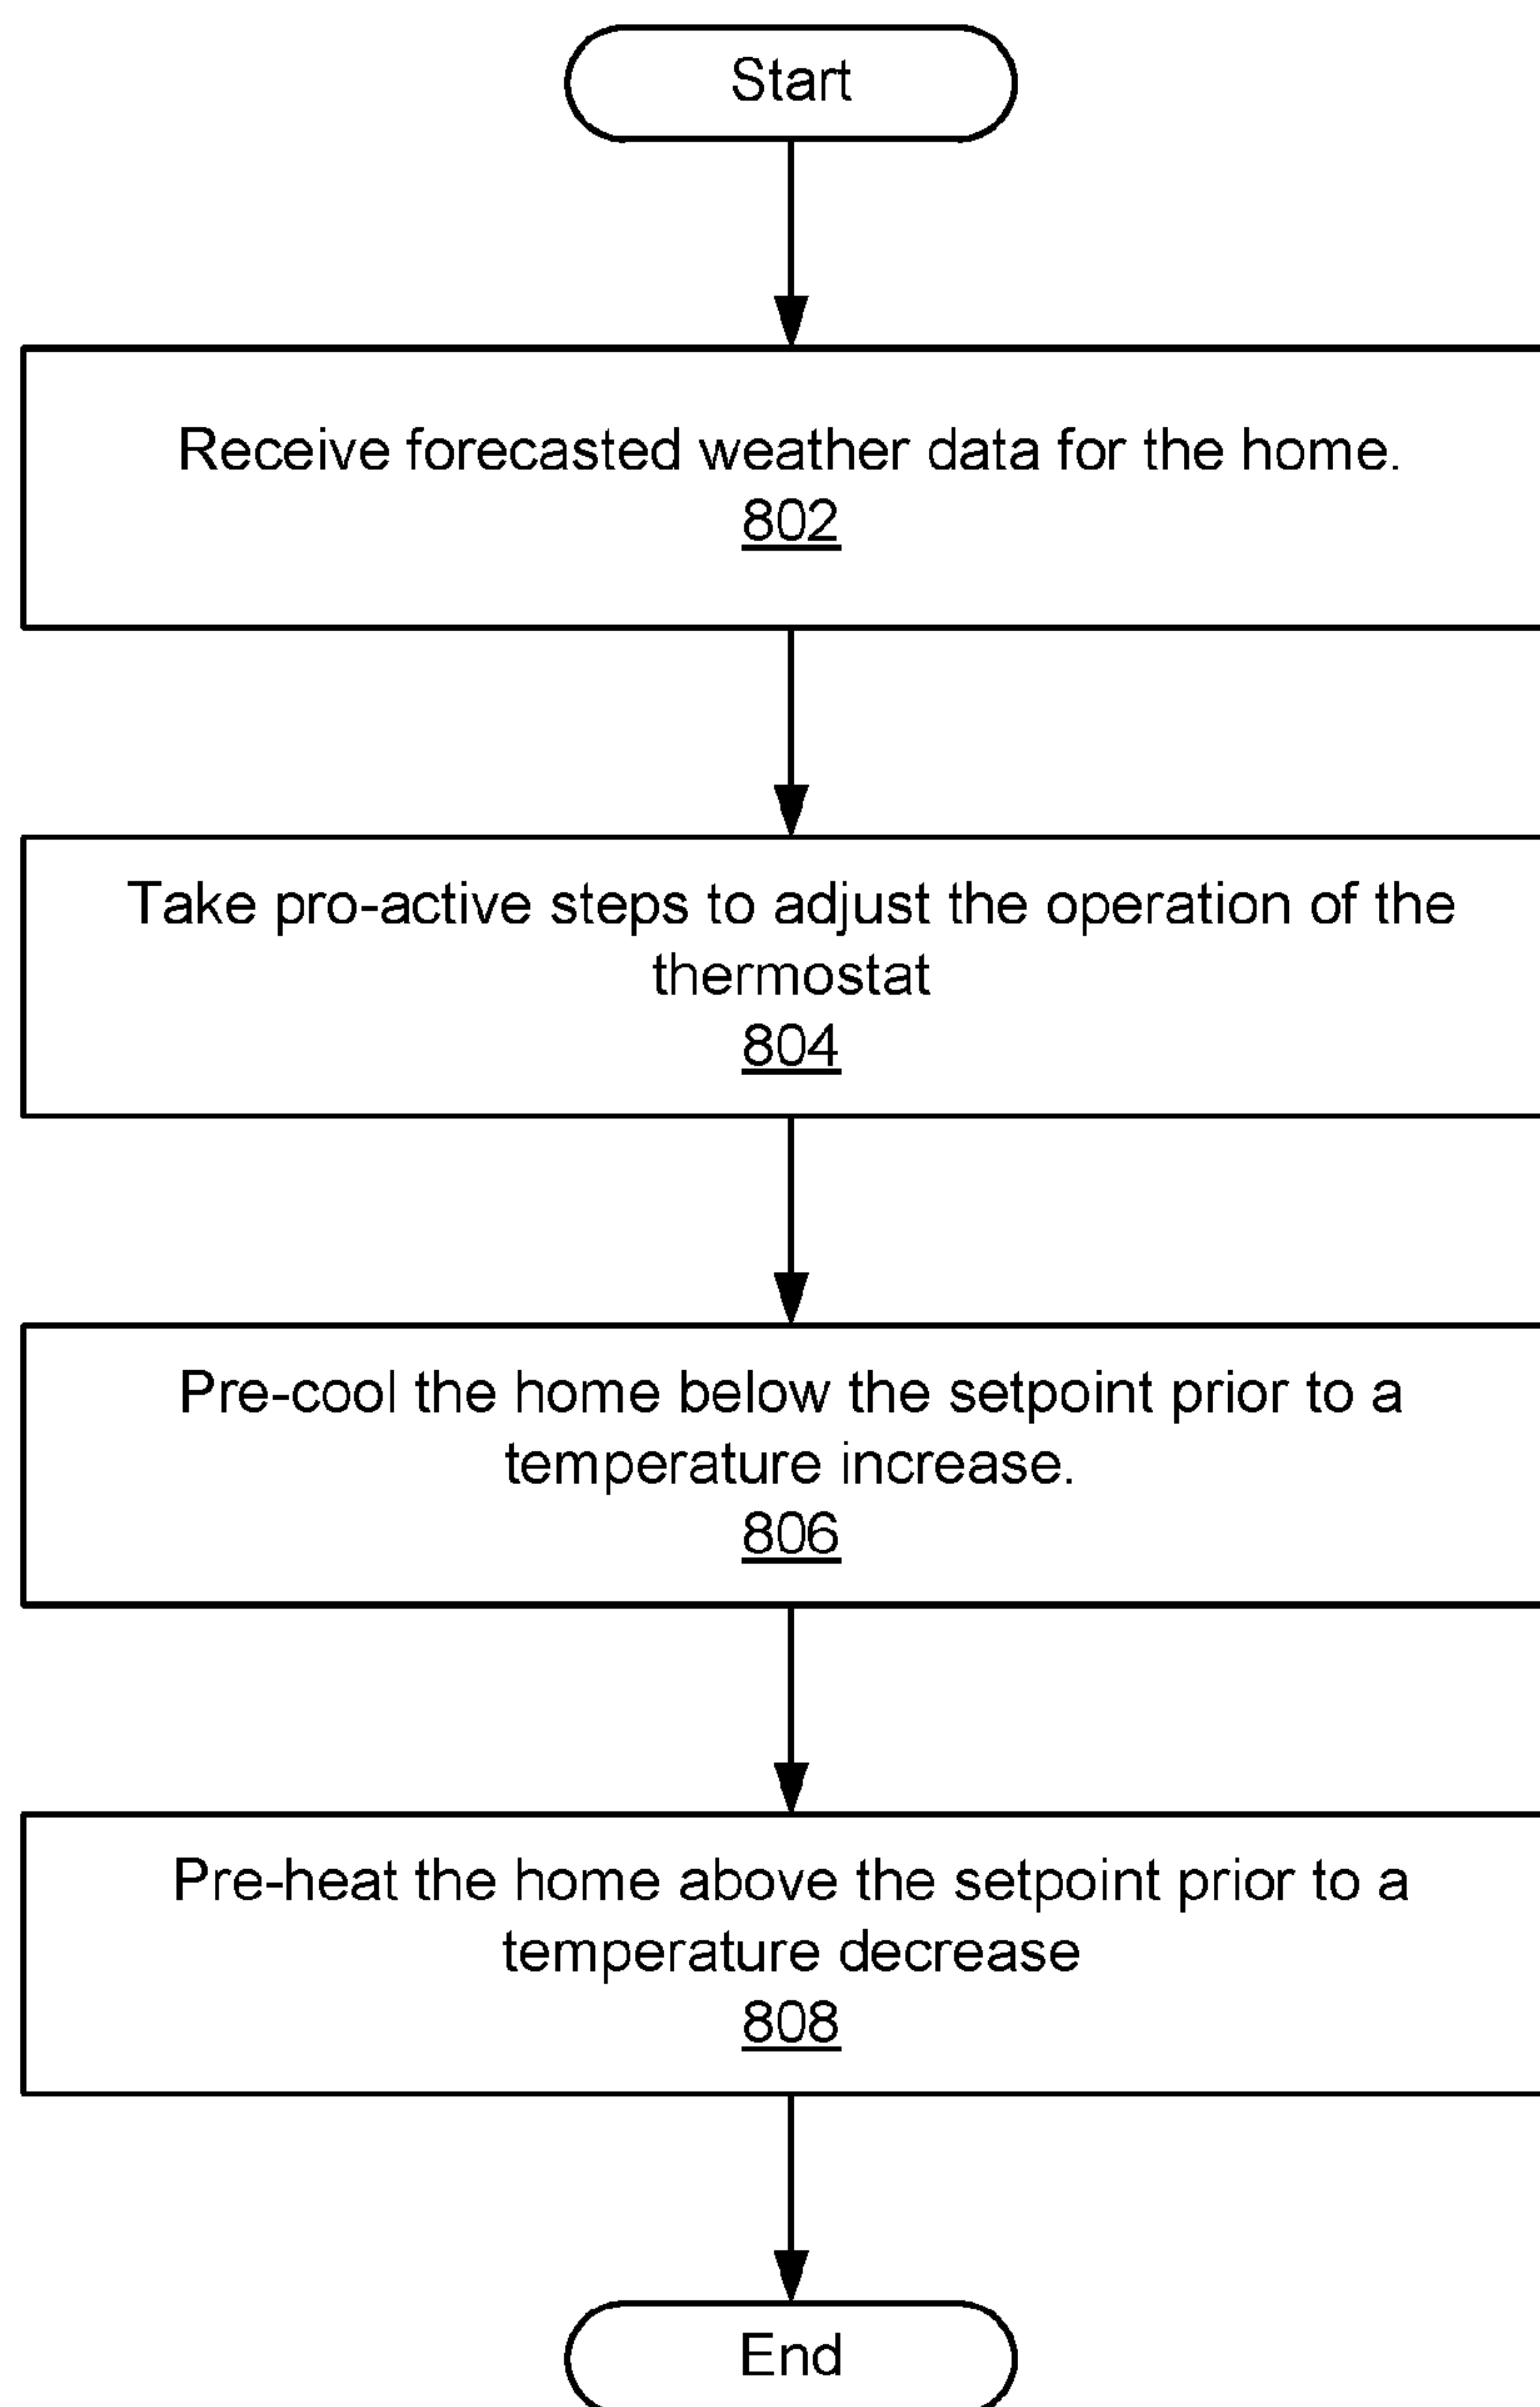 Start
Receive forecasted weather data for the home.
802
Take pro-active steps to adjust the operation of the
thermostat
804
Pre-cool the home below the setpoint prior to a
temperature increase.
806
Pre-heat the home above the setpoint prior to a
temperature decrease
808
End